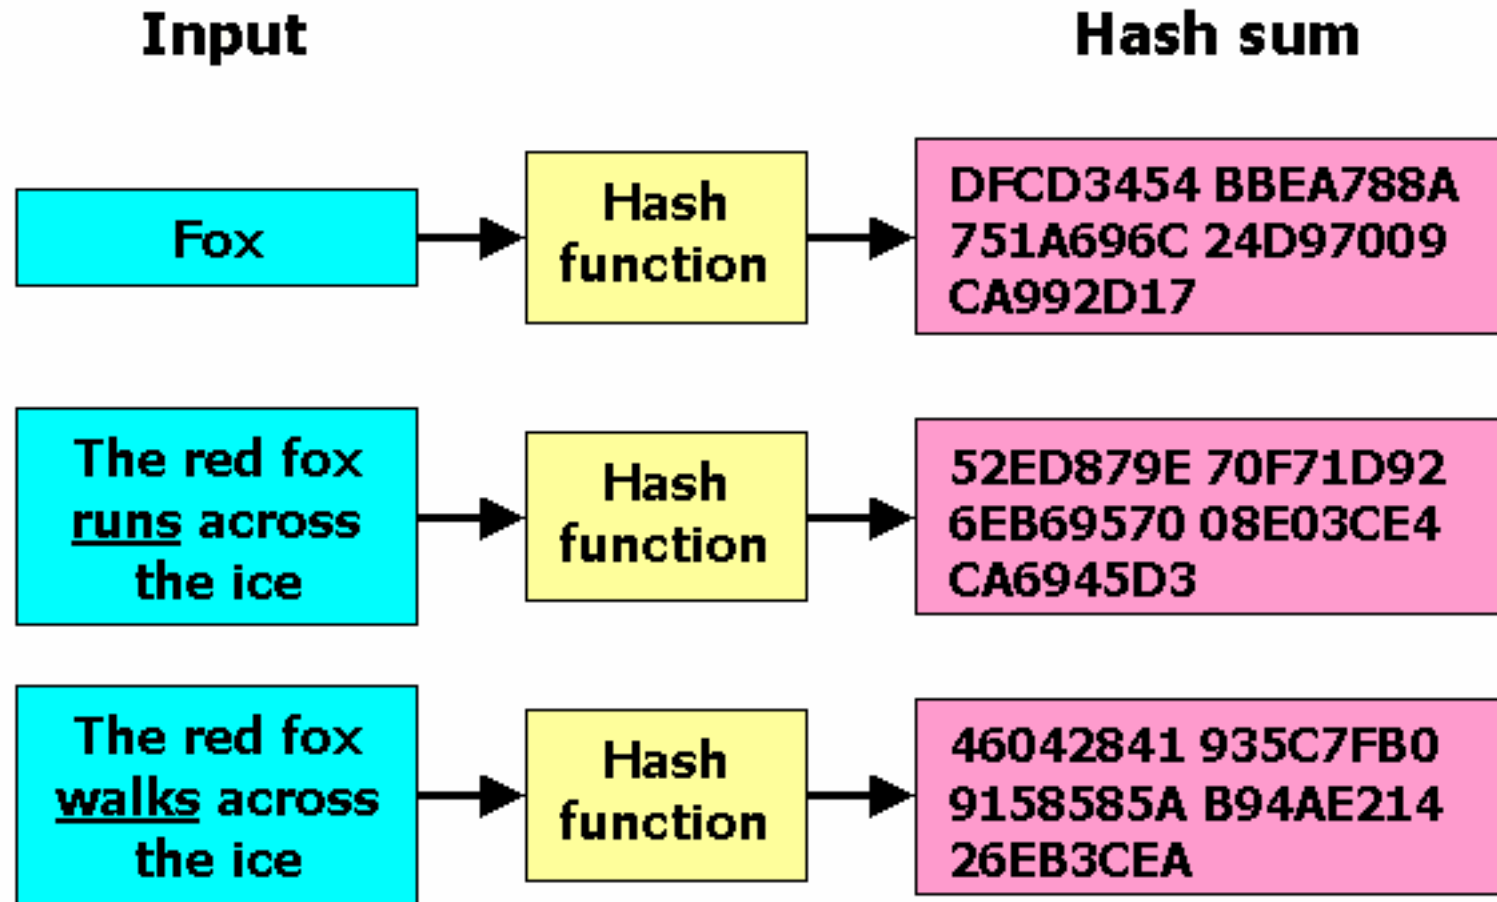 Input
Hash sum
Fox
Hash
function
DFCD3454 BBEA788A
751A696C 24D97009
CA992D17
The red fox
runs across
the ice
Hash
function
52ED879E 70F71D92
6EB69570 08E03CE4
CA6945D3
The red fox
walks across
the ice
Hash
function
46042841 935C7FB0
9158585A B94AE214
26EB3CEA